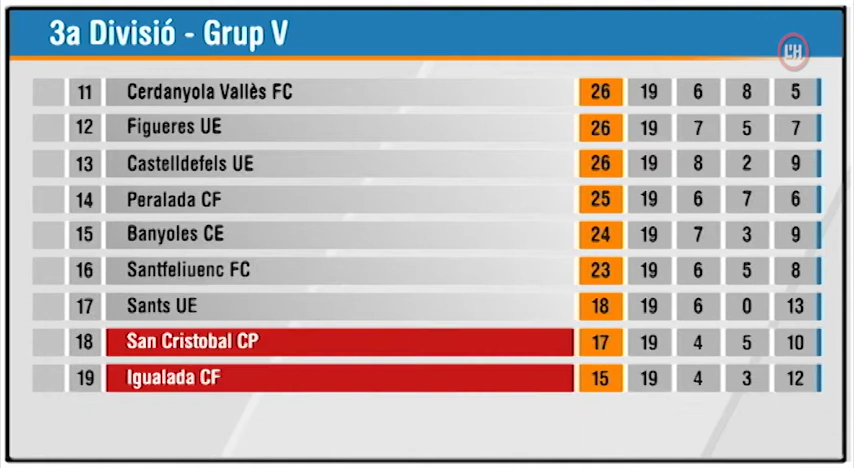 3a Divisió - Grup V
L'H
11 Cerdanyola Vallès FC 26 19 6 8 5
12 Figueres UE 26 19 7 5 7
13 Castelldefels UE 26 19 8 2 9
14 Peralada CF 25 19 6 7 6
15 Banyoles CE 24 19 7 3 9
16 Santfeliuenc FC 23 19 6 5 8
17 Sants UE 18 19 6 0 13
18 San Cristobal CP 17 19 4 5 10
19 Igualada CF 15 19 4 3 12